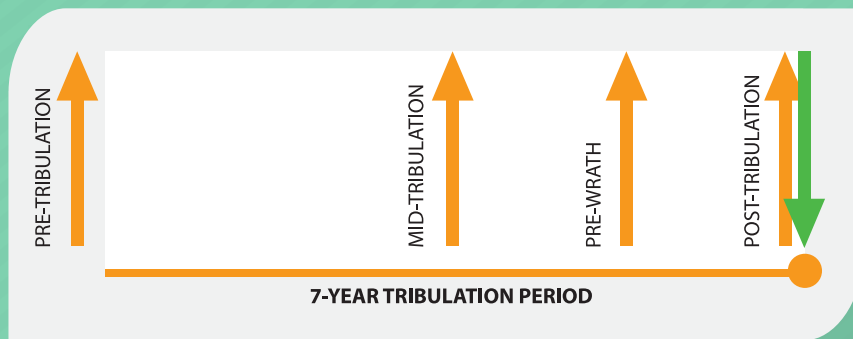 PRE-TRIBULATION
MID-TRIBULATION
PRE-WRATH
POST-TRIBULATION
7-YEAR TRIBULATION PERIOD